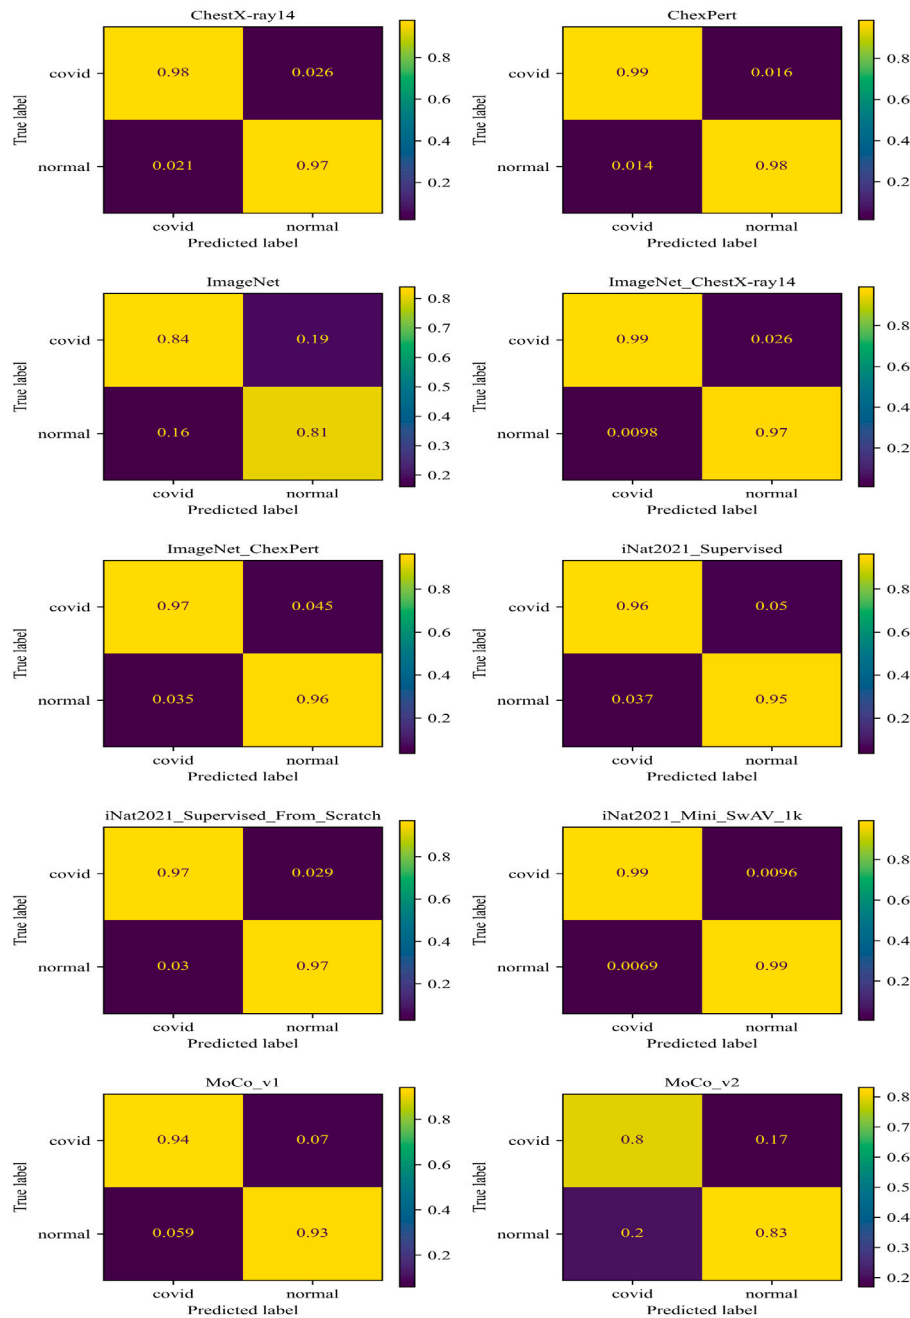 ChestX-ray14
covid 0.98 0.026
True label
normal 0.021 0.97
covid normal
Predicted label
0.8
0.6
0.4
0.2
ChexPert
covid 0.99 0.016
True label
normal 0.014 0.98
covid normal
Predicted label
0.8
0.6
0.4
0.2
ImageNet
covid 0.84 0.19
True label
normal 0.16 0.81
covid normal
Predicted label
0.8
0.7
0.6
0.5
0.4
0.3
0.2
ImageNet_ChestX-ray14
covid 0.99 0.026
True label
normal 0.0098 0.97
covid normal
Predicted label
0.8
0.6
0.4
0.2
ImageNet_ChexPert
covid 0.97 0.045
True label
normal 0.035 0.96
covid normal
Predicted label
0.8
0.6
0.4
0.2
iNat2021_Supervised
covid 0.96 0.05
True label
normal 0.037 0.95
covid normal
Predicted label
0.8
0.6
0.4
0.2
iNat2021_Supervised_From_Scratch
covid 0.97 0.029
True label
normal 0.03 0.97
covid normal
Predicted label
0.8
0.6
0.4
0.2
iNat2021_Mini_SwAV_1k
covid 0.99 0.0096
True label
normal 0.0069 0.99
covid normal
Predicted label
0.8
0.6
0.4
0.2
MoCo_v1
covid 0.94 0.07
True label
normal 0.059 0.93
covid normal
Predicted label
0.8
0.6
0.4
0.2
MoCo_v2
covid 0.8 0.17
True label
normal 0.2 0.83
covid normal
Predicted label
0.8
0.7
0.6
0.5
0.4
0.3
0.2